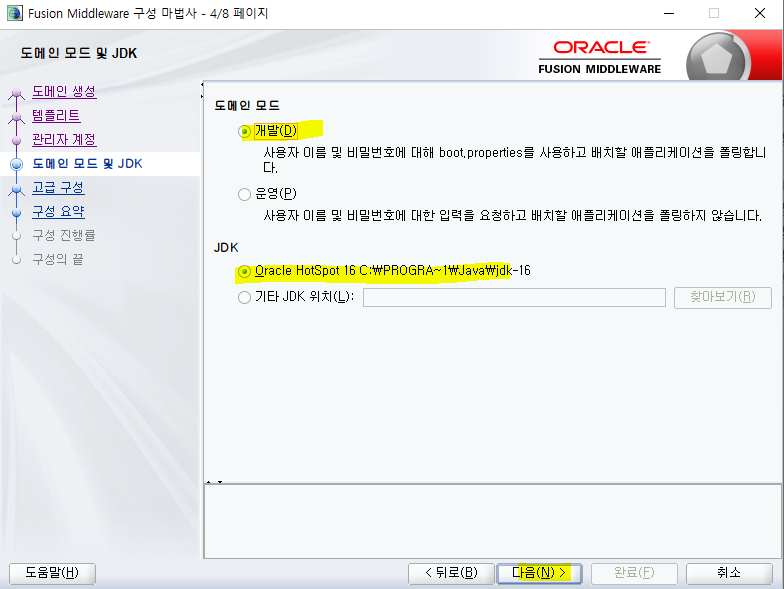 Fusion Middleware 구성 마법사 - 4/8 페이지
도메인 모드 및 JDK
ORACLE
FUSION MIDDLEWARE
도메인 생성
템플리트
관리자 계정
도메인 모드 및 JDK
고급 구성
구성 요약
구성 진행률
구성의 끝
도메인 모드
개발(D)
사용자 이름 및 비밀번호에 대해 boot.properties를 사용하고 배치할 애플리케이션을 폴링합니
다.
운영(P)
사용자 이름 및 비밀번호에 대한 입력을 요청하고 배치할 애플리케이션을 폴링하지 않습니다.
JDK
Oracle HotSpot 16 C:₩PROGRA~1₩Java₩jdk-16
기타 JDK 위치(L):
찾아보기(R)
도움말(H)
< 뒤로(B)
다음(N) >
완료(F)
취소